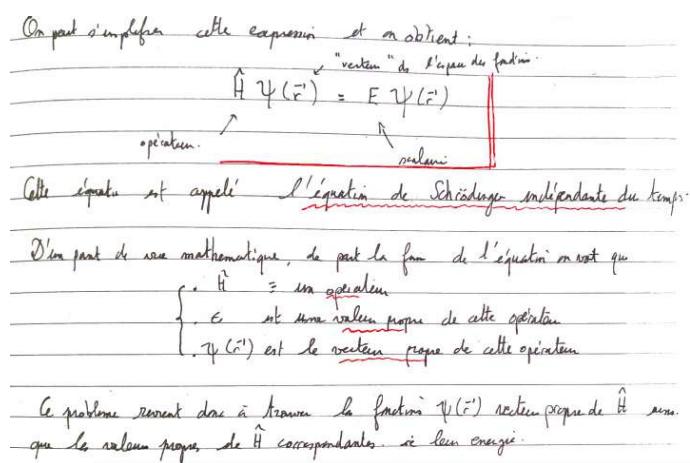 On peut simplifier cette expression et on obtient :
"vecteur" de l'espace des fonctions.
Ĥ Ψ(r⃗) = E Ψ(r⃗)
opérateur.
scalaire
Cette équation est appelé l'équation de Schrödinger indépendante du temps.
D'un point de vue mathématique, de part la forme de l'équation on voit que
. Ĥ ≡ un opérateur
. E est une valeur propre de cette opérateur
. Ψ(r⃗) est le vecteur propre de cette opérateur
Ce problème revient donc à trouver la fonction Ψ(r⃗) vecteur propre de Ĥ
que les valeurs propres de Ĥ correspondantes. ie leur energie.